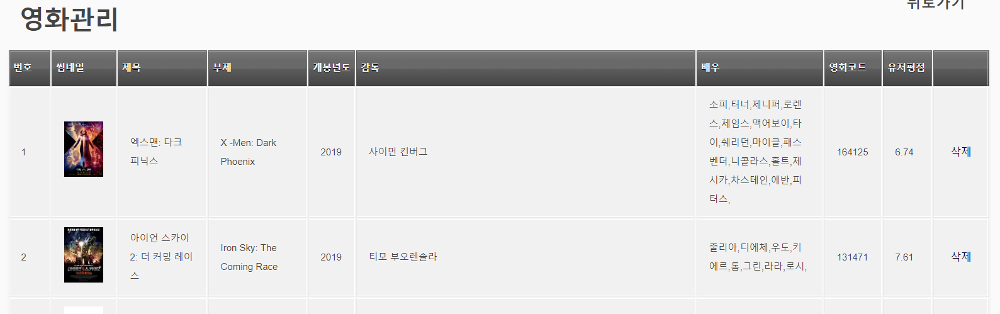 뒤로가기
영화관리
번호 썸네일 제목 부제 개봉년도 감독 배우 영화코드 유저평점
1
엑스맨: 다크
피닉스
X -Men: Dark
Phoenix
2019
사이먼 킨버그
소피,터너,제니퍼,로렌
스,제임스,맥어보이,타
이,쉐리던,마이클,패스
벤더,니콜라스,홀트,제
시카,차스테인,에반,피
터스,
164125
6.74
삭제
엑스맨
2
아이언 스카이
2: 더 커밍 레이
스
Iron Sky: The
Coming Race
2019
티모 부오렌솔라
줄리아,디에체,우도,키
에르,톰,그린,라라,로시,
131471
7.61
삭제